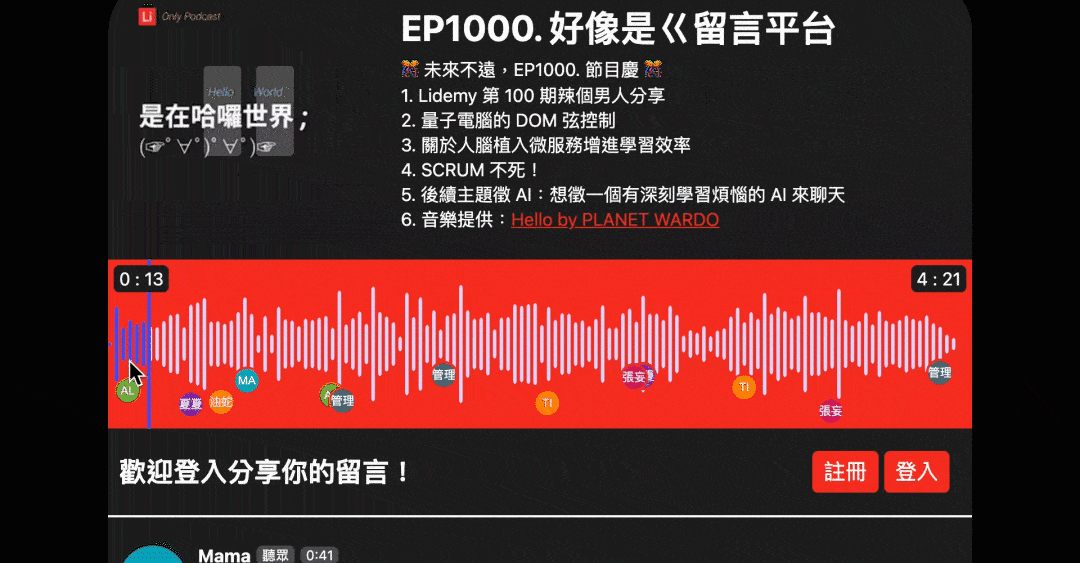 Li Only Podcast
EP1000. 好像是ㄍ留言平台
🎊 未來不遠，EP1000. 節目慶 🎊
1. Lidemy 第 100 期辣個男人分享
2. 量子電腦的 DOM 弦控制
3. 關於人腦植入微服務增進學習效率
4. SCRUM 不死！
5. 後續主題徵 AI：想徵一個有深刻學習煩惱的 AI 來聊天
6. 音樂提供：Hello by PLANET WARDO
Hello World.
是在哈囉世界；
(☞ﾟ∀ﾟ)ﾟ∀ﾟ)☞
0 : 13
4 : 21
AL
夏夏
油蛇
MA
管理
管理
TI
張妄
TI
張妄
管理
歡迎登入分享你的留言！
註冊
登入
Mama 聽眾 0:41